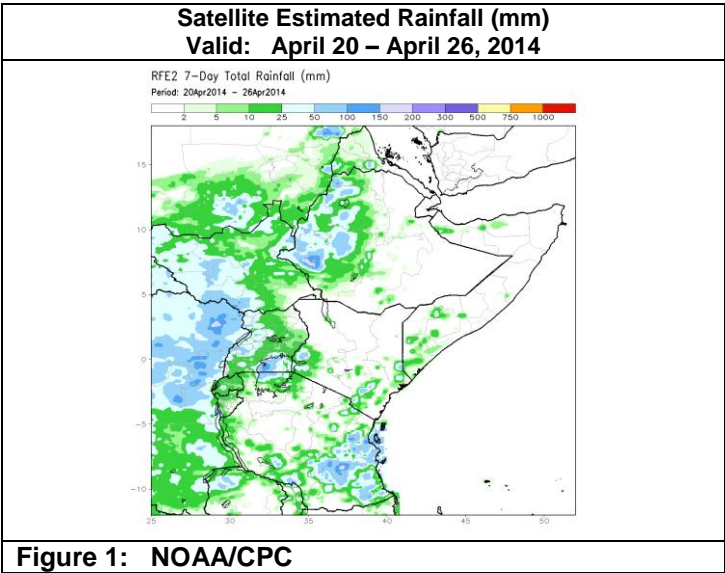 Satellite Estimated Rainfall (mm)
Valid: April 20 – April 26, 2014
RFE2 7-Day Total Rainfall (mm)
Period: 20Apr2014 – 26Apr2014
2 5 10 25 50 100 150 200 300 500 750 1000
15
10
5
0
-5
-10
25 30 35 40 45 50
Figure 1: NOAA/CPC